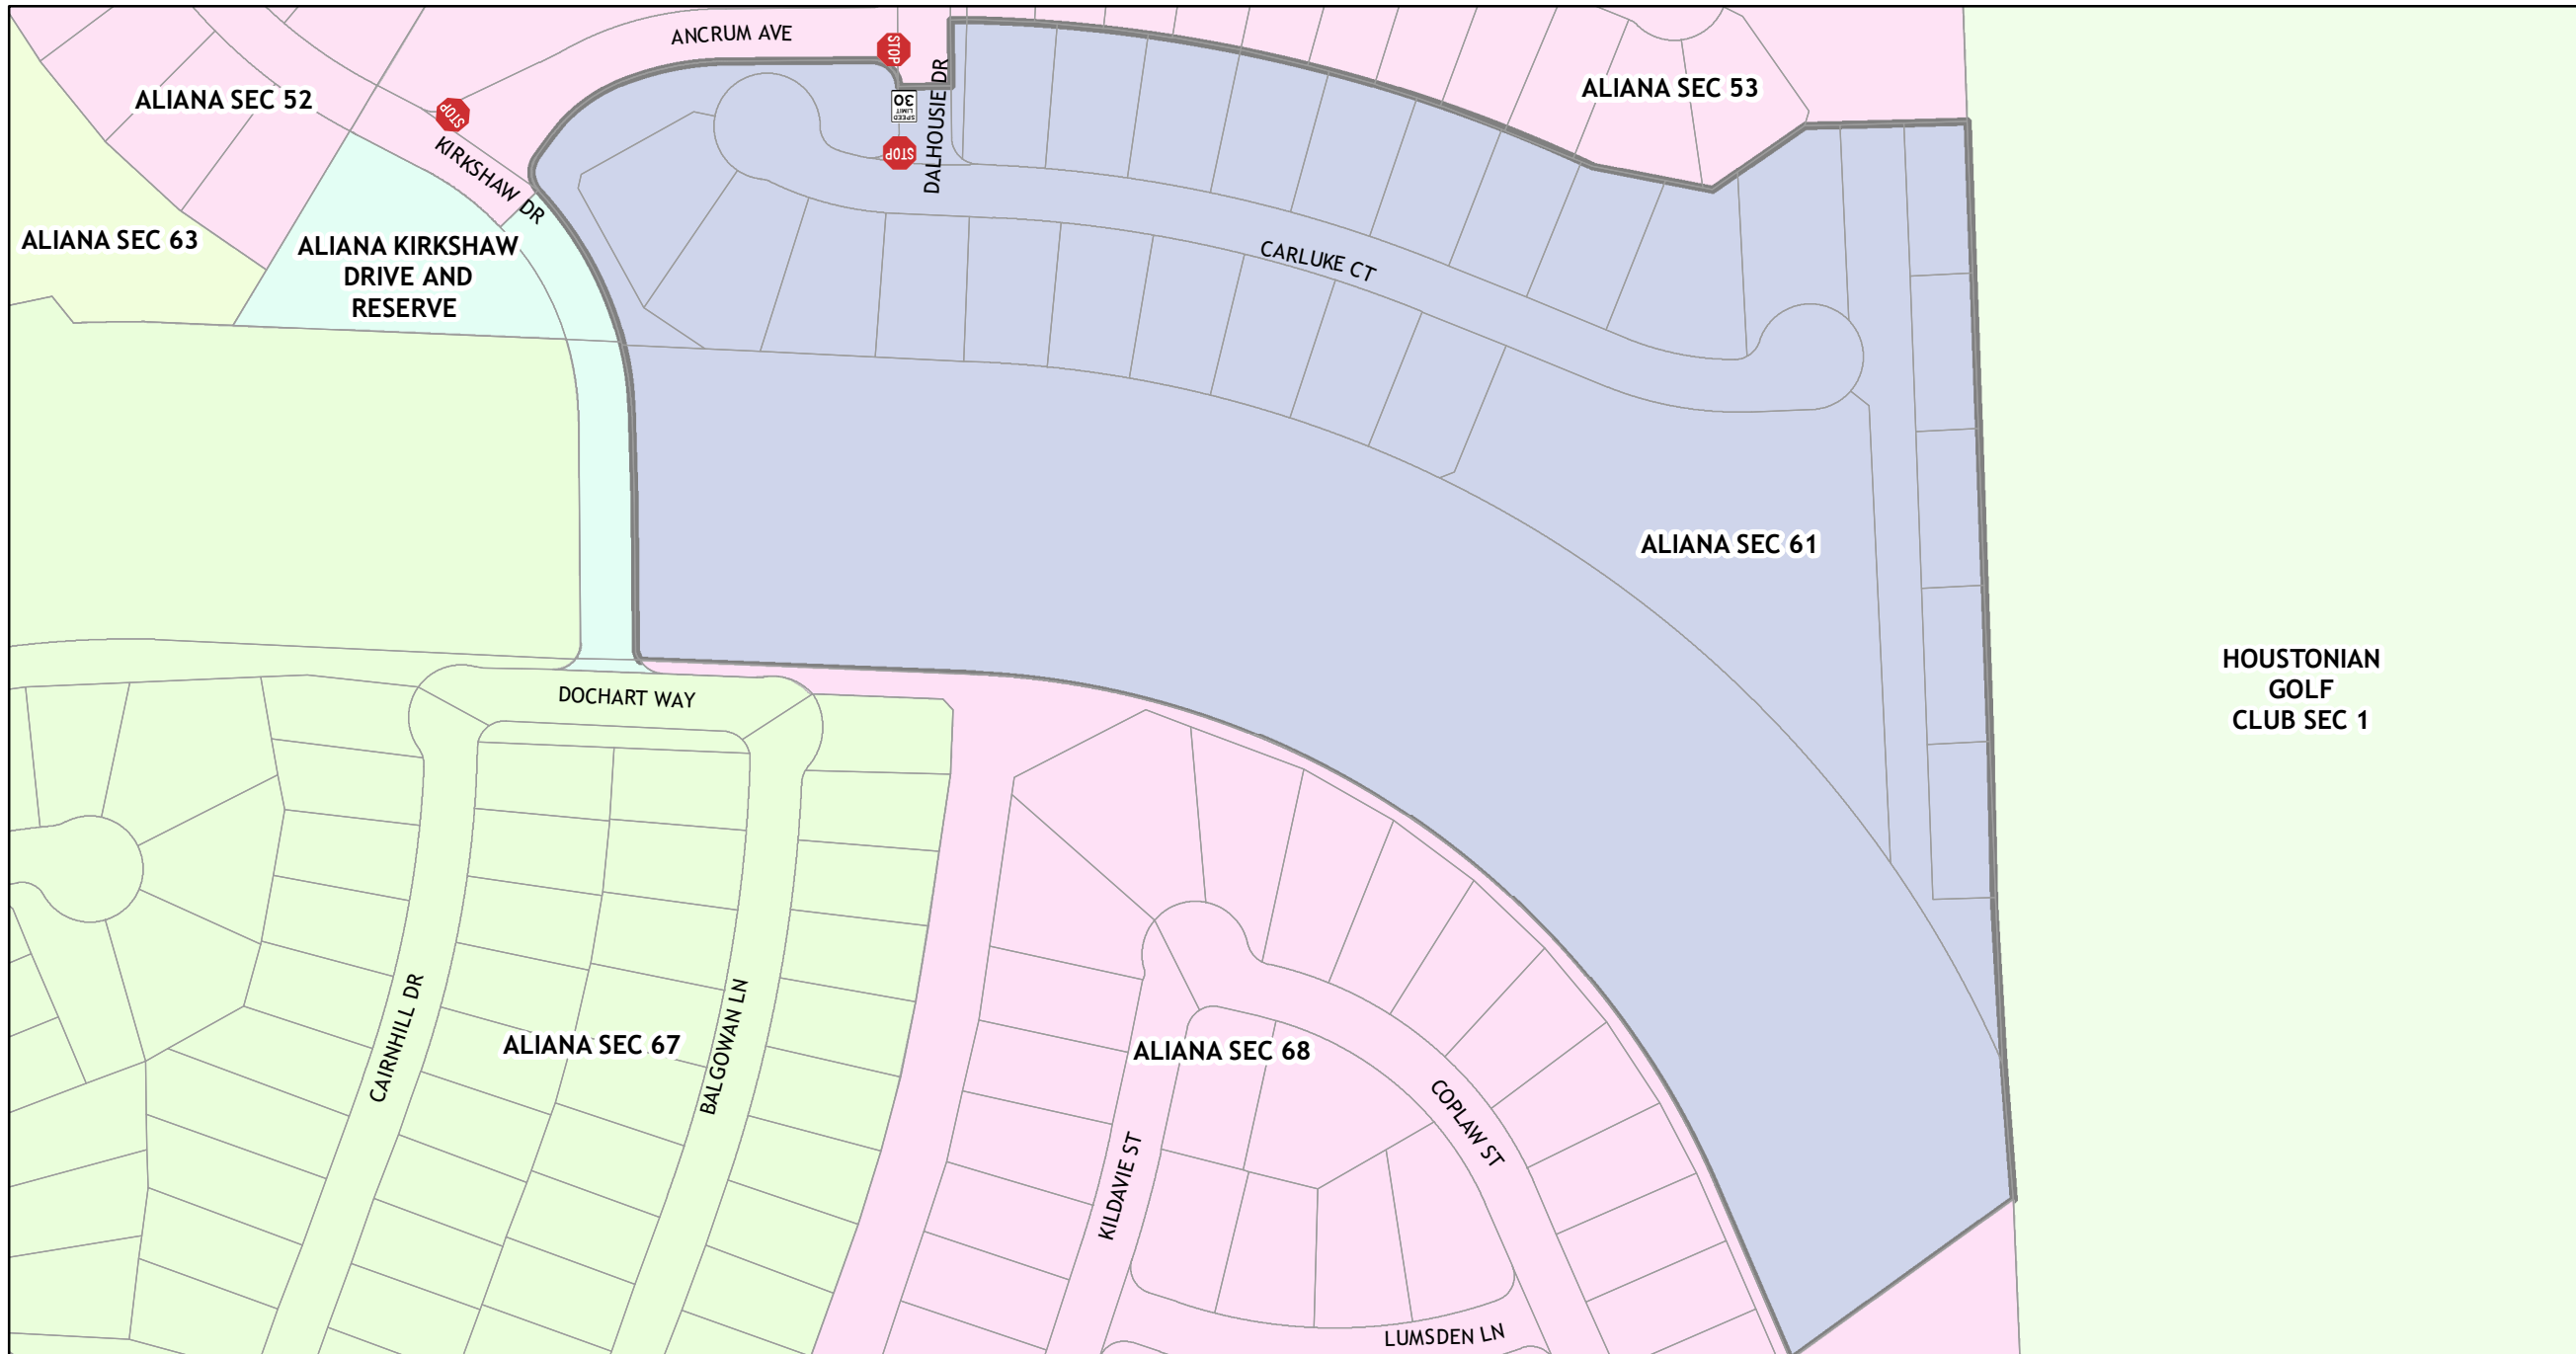 ANCRUM AVE
STOP
DALHOUSIE DR
SPEED
LIMIT
30
STOP
ALIANA SEC 53
ALIANA SEC 52
STOP
KIRKSHAW DR
ALIANA SEC 63
ALIANA KIRKSHAW
DRIVE AND
RESERVE
CARLUKE CT
ALIANA SEC 61
HOUSTONIAN
GOLF
CLUB SEC 1
DOCHART WAY
CAIRNHILL DR
ALIANA SEC 67
BALGOWAN LN
ALIANA SEC 68
COPLAW ST
KILDAVIE ST
LUMSDEN LN